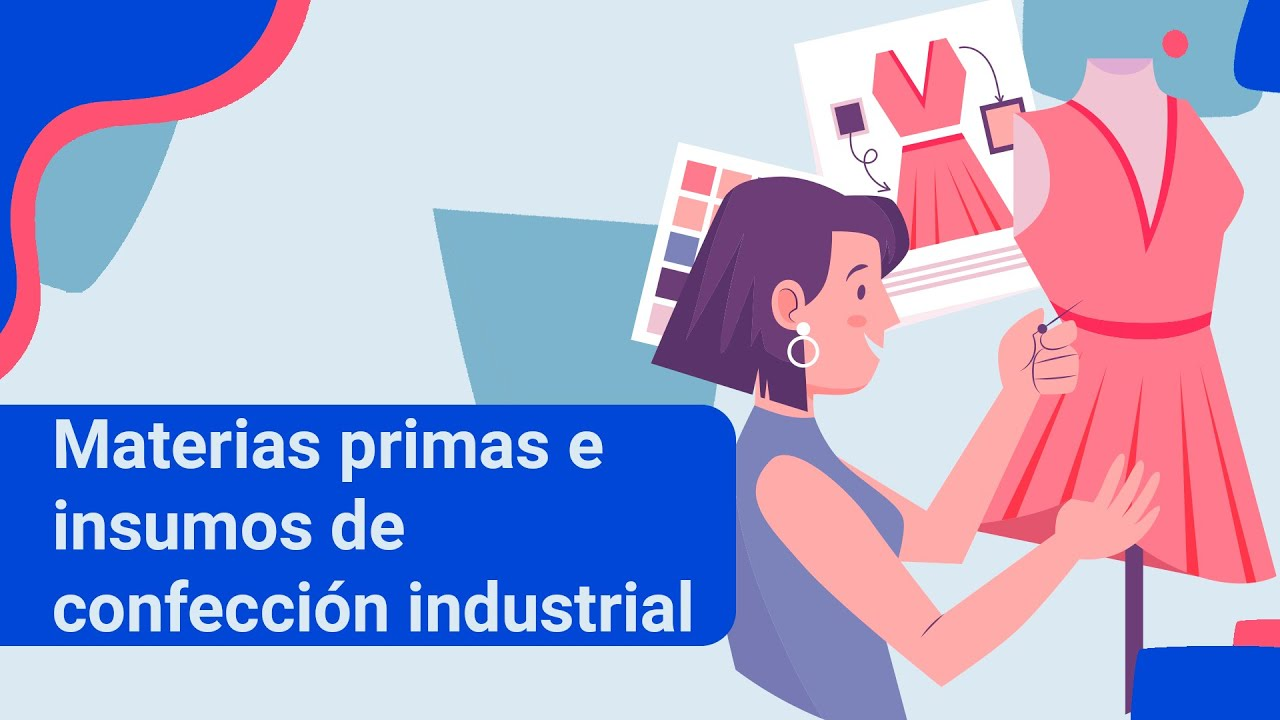 Materias primas e
insumos de
confección industrial